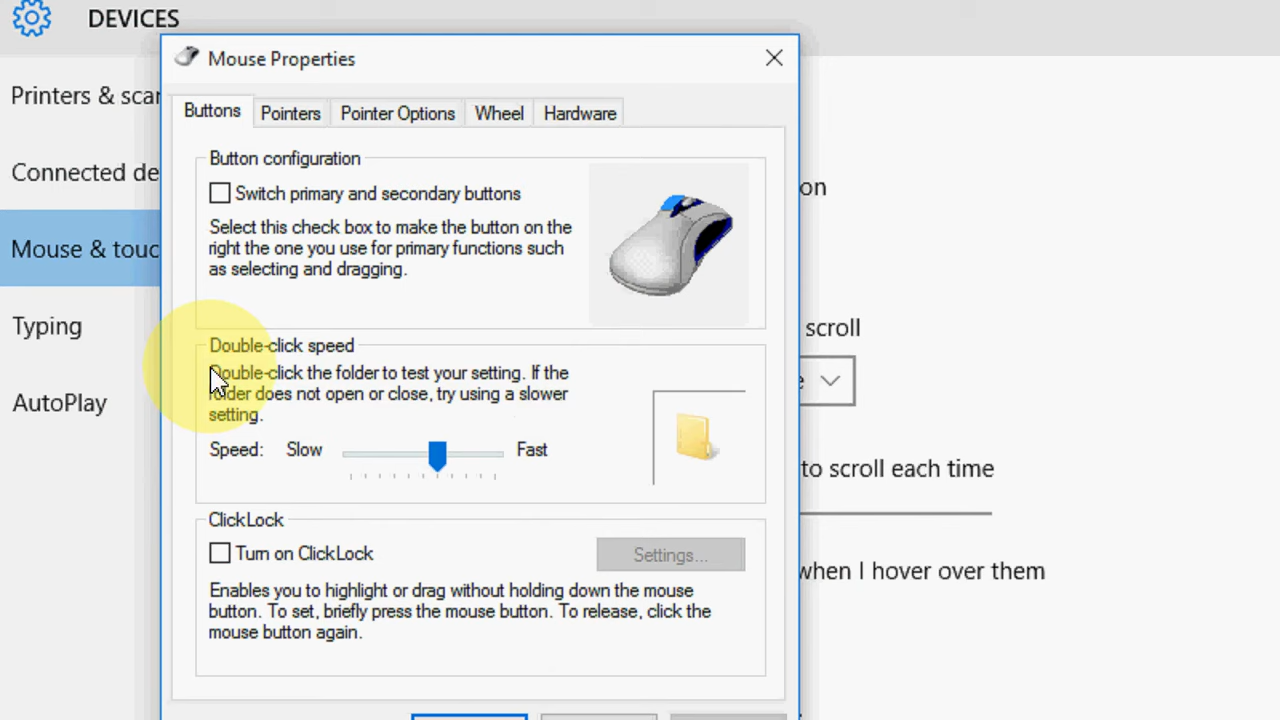 DEVICES
Mouse Properties
Printers &
Connected
Mouse &
Typing
AutoPlay
Buttons
Pointers
Pointer Options
Wheel
Hardware
Button configuration
Switch primary and secondary buttons
Select this check box to make the button on the
right the one you use for primary functions such
as selecting and dragging.
Double-click speed
Double-click the folder to test your setting. If the
folder does not open or close, try using a slower
setting.
Speed: Slow Fast
ClickLock
Turn on ClickLock
Settings...
Enables you to highlight or drag without holding down the mouse
button. To set, briefly press the mouse button. To release, click the
mouse button again.
on
scroll
to scroll each time
when I hover over them